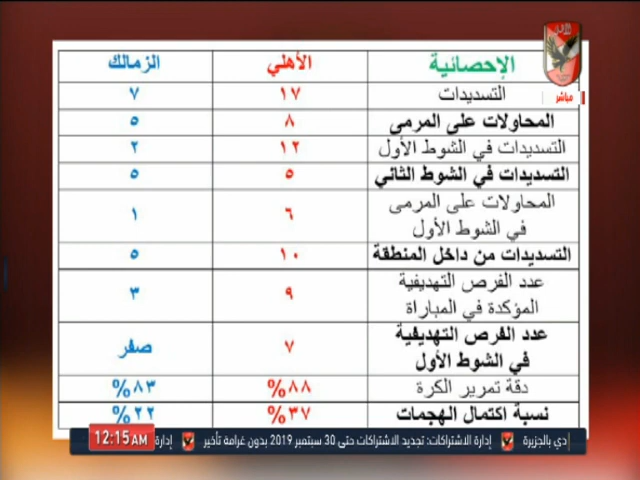 الإحصائية الأهلي الزمالك
مباشر
التسديدات ١٧ ٧
المحاولات على المرمى ٨ ٥
التسديدات في الشوط الأول ١٢ ٢
التسديدات في الشوط الثاني ٥ ٥
المحاولات على المرمى
في الشوط الأول ٦ ١
التسديدات من داخل المنطقة ١٠ ٥
عدد الفرص التهديفية
المؤكدة في المباراة ٩ ٣
عدد الفرص التهديفية
في الشوط الأول ٧ صفر
دقة تمرير الكرة ٨٨% ٨٣%
نسبة اكتمال الهجمات ٣٧% ٢٢%
دي بالجزيرة إدارة الاشتراكات: تجديد الاشتراكات حتى 30 سبتمبر 2019 بدون غرامة تأخير إدارة 12:15 AM